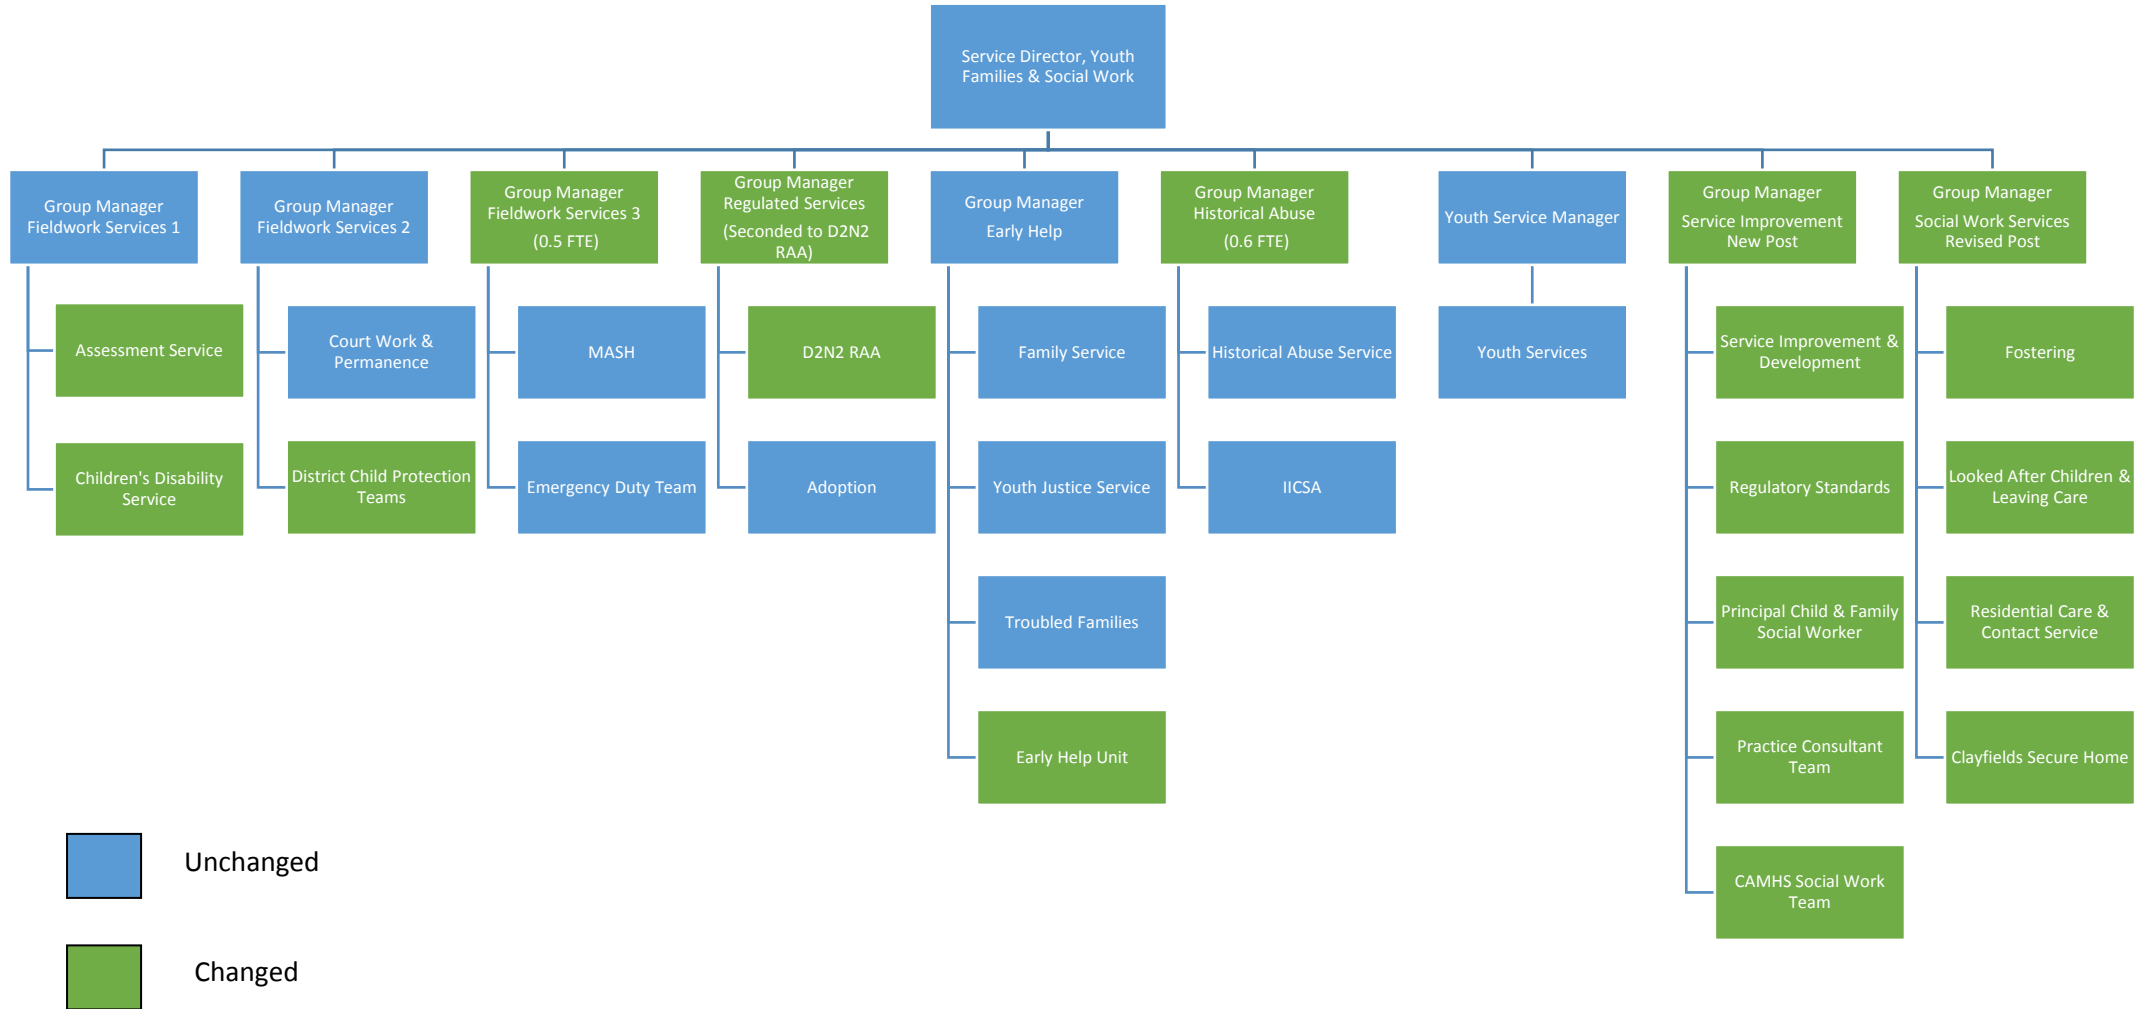 Service Director, Youth
Families & Social Work
Group Manager
Fieldwork Services 1
Group Manager
Fieldwork Services 2
Group Manager
Fieldwork Services 3
(0.5 FTE)
Group Manager
Regulated Services
(Seconded to D2N2
RAA)
Group Manager
Early Help
Group Manager
Historical Abuse
(0.6 FTE)
Youth Service Manager
Group Manager
Service Improvement
New Post
Group Manager
Social Work Services
Revised Post
Assessment Service
Court Work &
Permanence
MASH
D2N2 RAA
Family Service
Historical Abuse Service
Youth Services
Service Improvement &
Development
Fostering
Children's Disability
Service
District Child Protection
Teams
Emergency Duty Team
Adoption
Youth Justice Service
IICSA
Regulatory Standards
Looked After Children &
Leaving Care
Troubled Families
Principal Child & Family
Social Worker
Residential Care &
Contact Service
Early Help Unit
Practice Consultant
Team
Clayfields Secure Home
CAMHS Social Work
Team
Unchanged
Changed